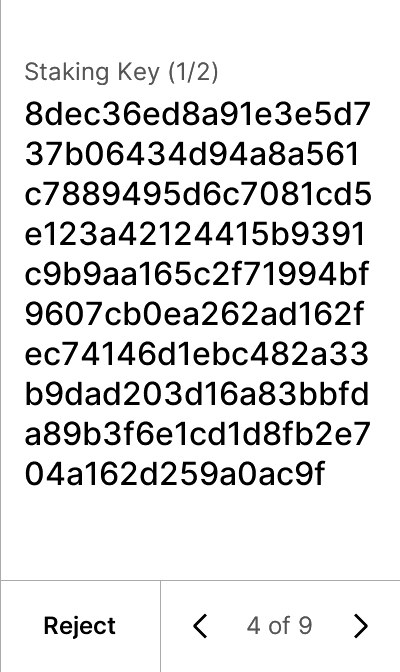 Staking Key (1/2)
8dec36ed8a91e3e5d7
37b06434d94a8a561
c7889495d6c7081cd5
e123a42124415b9391
c9b9aa165c2f71994bf
9607cb0ea262ad162f
ec74146d1ebc482a33
b9dad203d16a83bbfd
a89b3f6e1cd1d8fb2e7
04a162d259a0ac9f
Reject
4 of 9